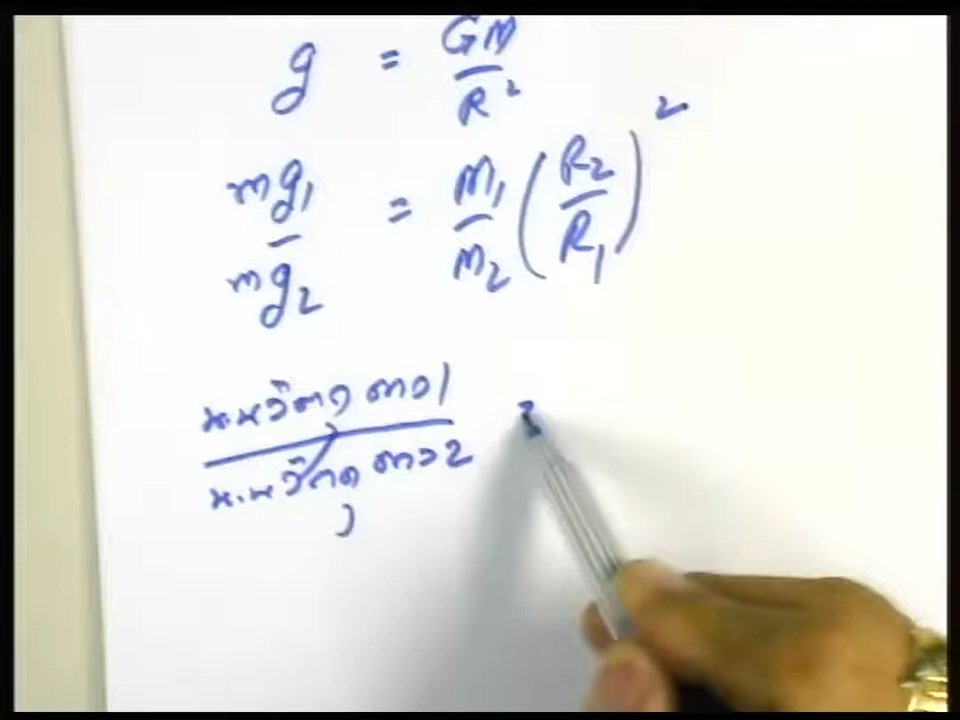 g = GM/R²
mg₁/mg₂ = M₁/M₂ (R₂/R₁)²
น.น วัตถุ ดาว1
น.น วัตถุ ดาว2 =